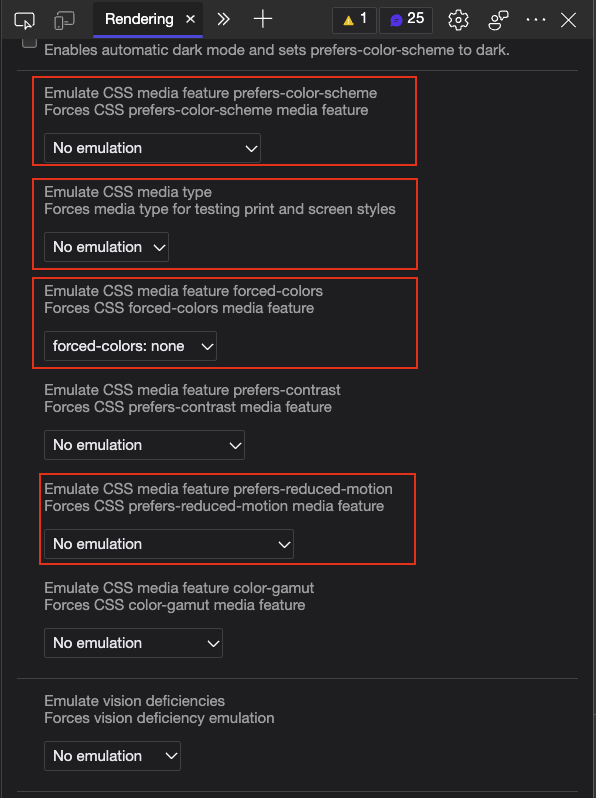 Rendering
1
25
Enables automatic dark mode and sets prefers-color-scheme to dark.
Emulate CSS media feature prefers-color-scheme
Forces CSS prefers-color-scheme media feature
No emulation
Emulate CSS media type
Forces media type for testing print and screen styles
No emulation
Emulate CSS media feature forced-colors
Forces CSS forced-colors media feature
forced-colors: none
Emulate CSS media feature prefers-contrast
Forces CSS prefers-contrast media feature
No emulation
Emulate CSS media feature prefers-reduced-motion
Forces CSS prefers-reduced-motion media feature
No emulation
Emulate CSS media feature color-gamut
Forces CSS color-gamut media feature
No emulation
Emulate vision deficiencies
Forces vision deficiency emulation
No emulation